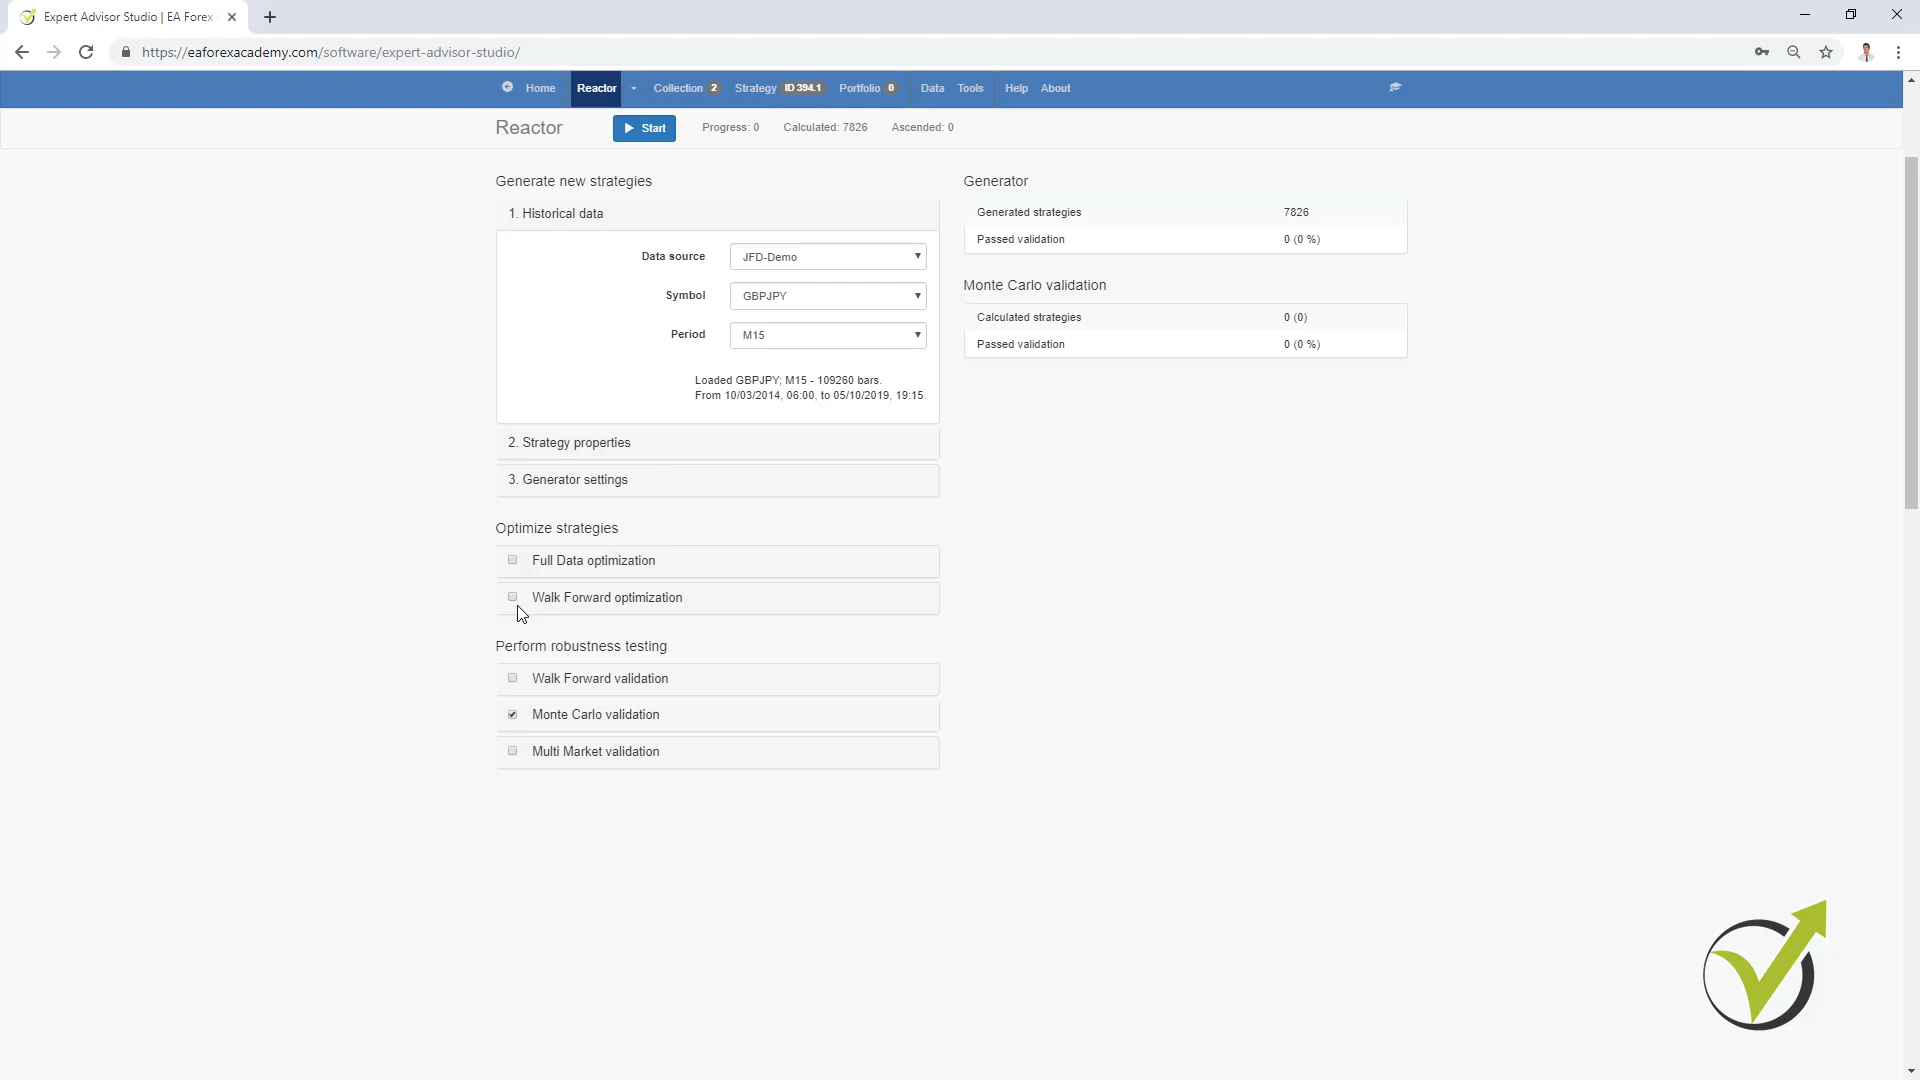 Expert Advisor Studio | EA Forex
https://eaforexacademy.com/software/expert-advisor-studio/
Home Reactor Collection 2 Strategy ID 394.1 Portfolio 0 Data Tools Help About
Reactor Start Progress: 0 Calculated: 7826 Ascended: 0
Generate new strategies
1. Historical data
Data source JFD-Demo
Symbol GBPJPY
Period M15
Loaded GBPJPY; M15 - 109260 bars.
From 10/03/2014, 06:00, to 05/10/2019, 19:15.
2. Strategy properties
3. Generator settings
Optimize strategies
Full Data optimization
Walk Forward optimization
Perform robustness testing
Walk Forward validation
Monte Carlo validation
Multi Market validation
Generator
Generated strategies 7826
Passed validation 0 (0 %)
Monte Carlo validation
Calculated strategies 0 (0)
Passed validation 0 (0 %)